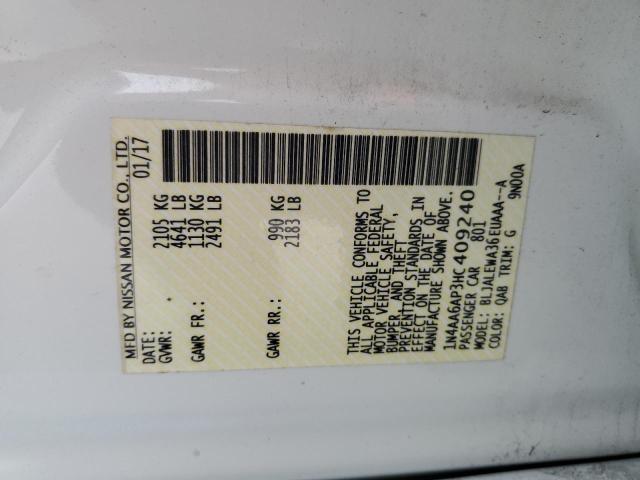 MFD BY NISSAN MOTOR CO., LTD.
DATE: 01/17
GVWR: 2105 KG
4641 LB
GAWR FR: 1130 KG
2491 LB
GAWR RR: 990 KG
2183 LB
THIS VEHICLE CONFORMS TO
ALL APPLICABLE FEDERAL
MOTOR VEHICLE SAFETY,
BUMPER, AND THEFT
PREVENTION STANDARDS IN
EFFECT ON THE DATE OF
MANUFACTURE SHOWN ABOVE.
1N4AA6AP3HC409240
PASSENGER CAR 801
MODEL: BLJALEWA36EUAAA--A
COLOR: QAB TRIM: G 9N00A